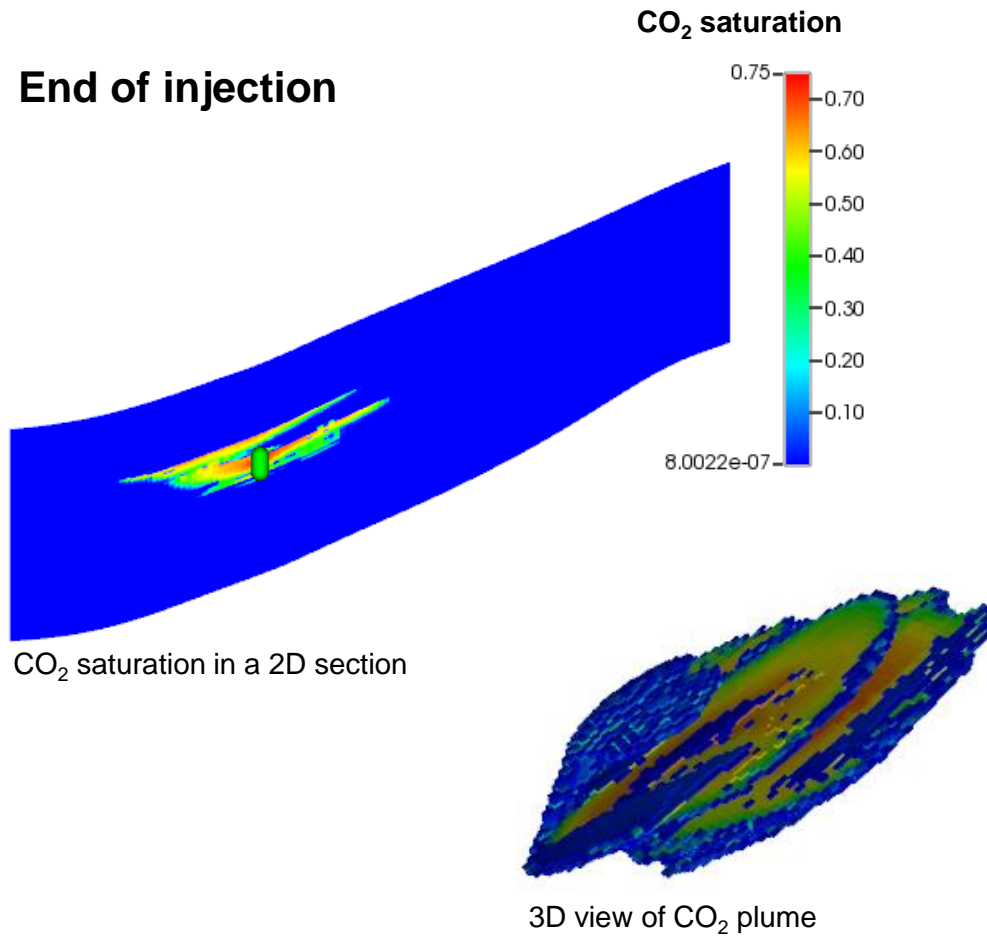 CO₂ saturation
End of injection
0.75
0.70
0.60
0.50
0.40
0.30
0.20
0.10
8.0022e-07
CO₂ saturation in a 2D section
3D view of CO₂ plume